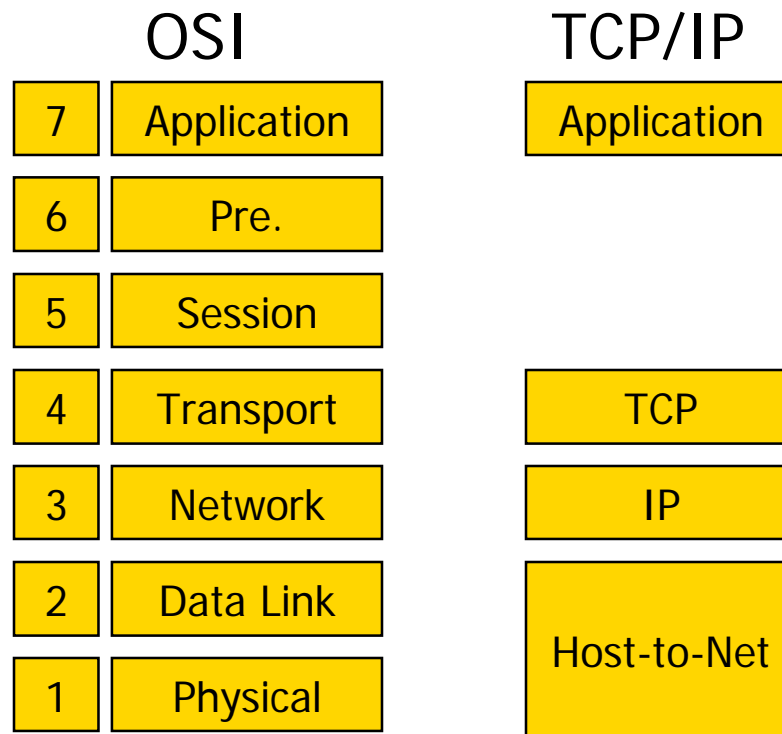 OSI TCP/IP
7 Application Application
6 Pre.
5 Session
4 Transport TCP
3 Network IP
2 Data Link
Host-to-Net
1 Physical